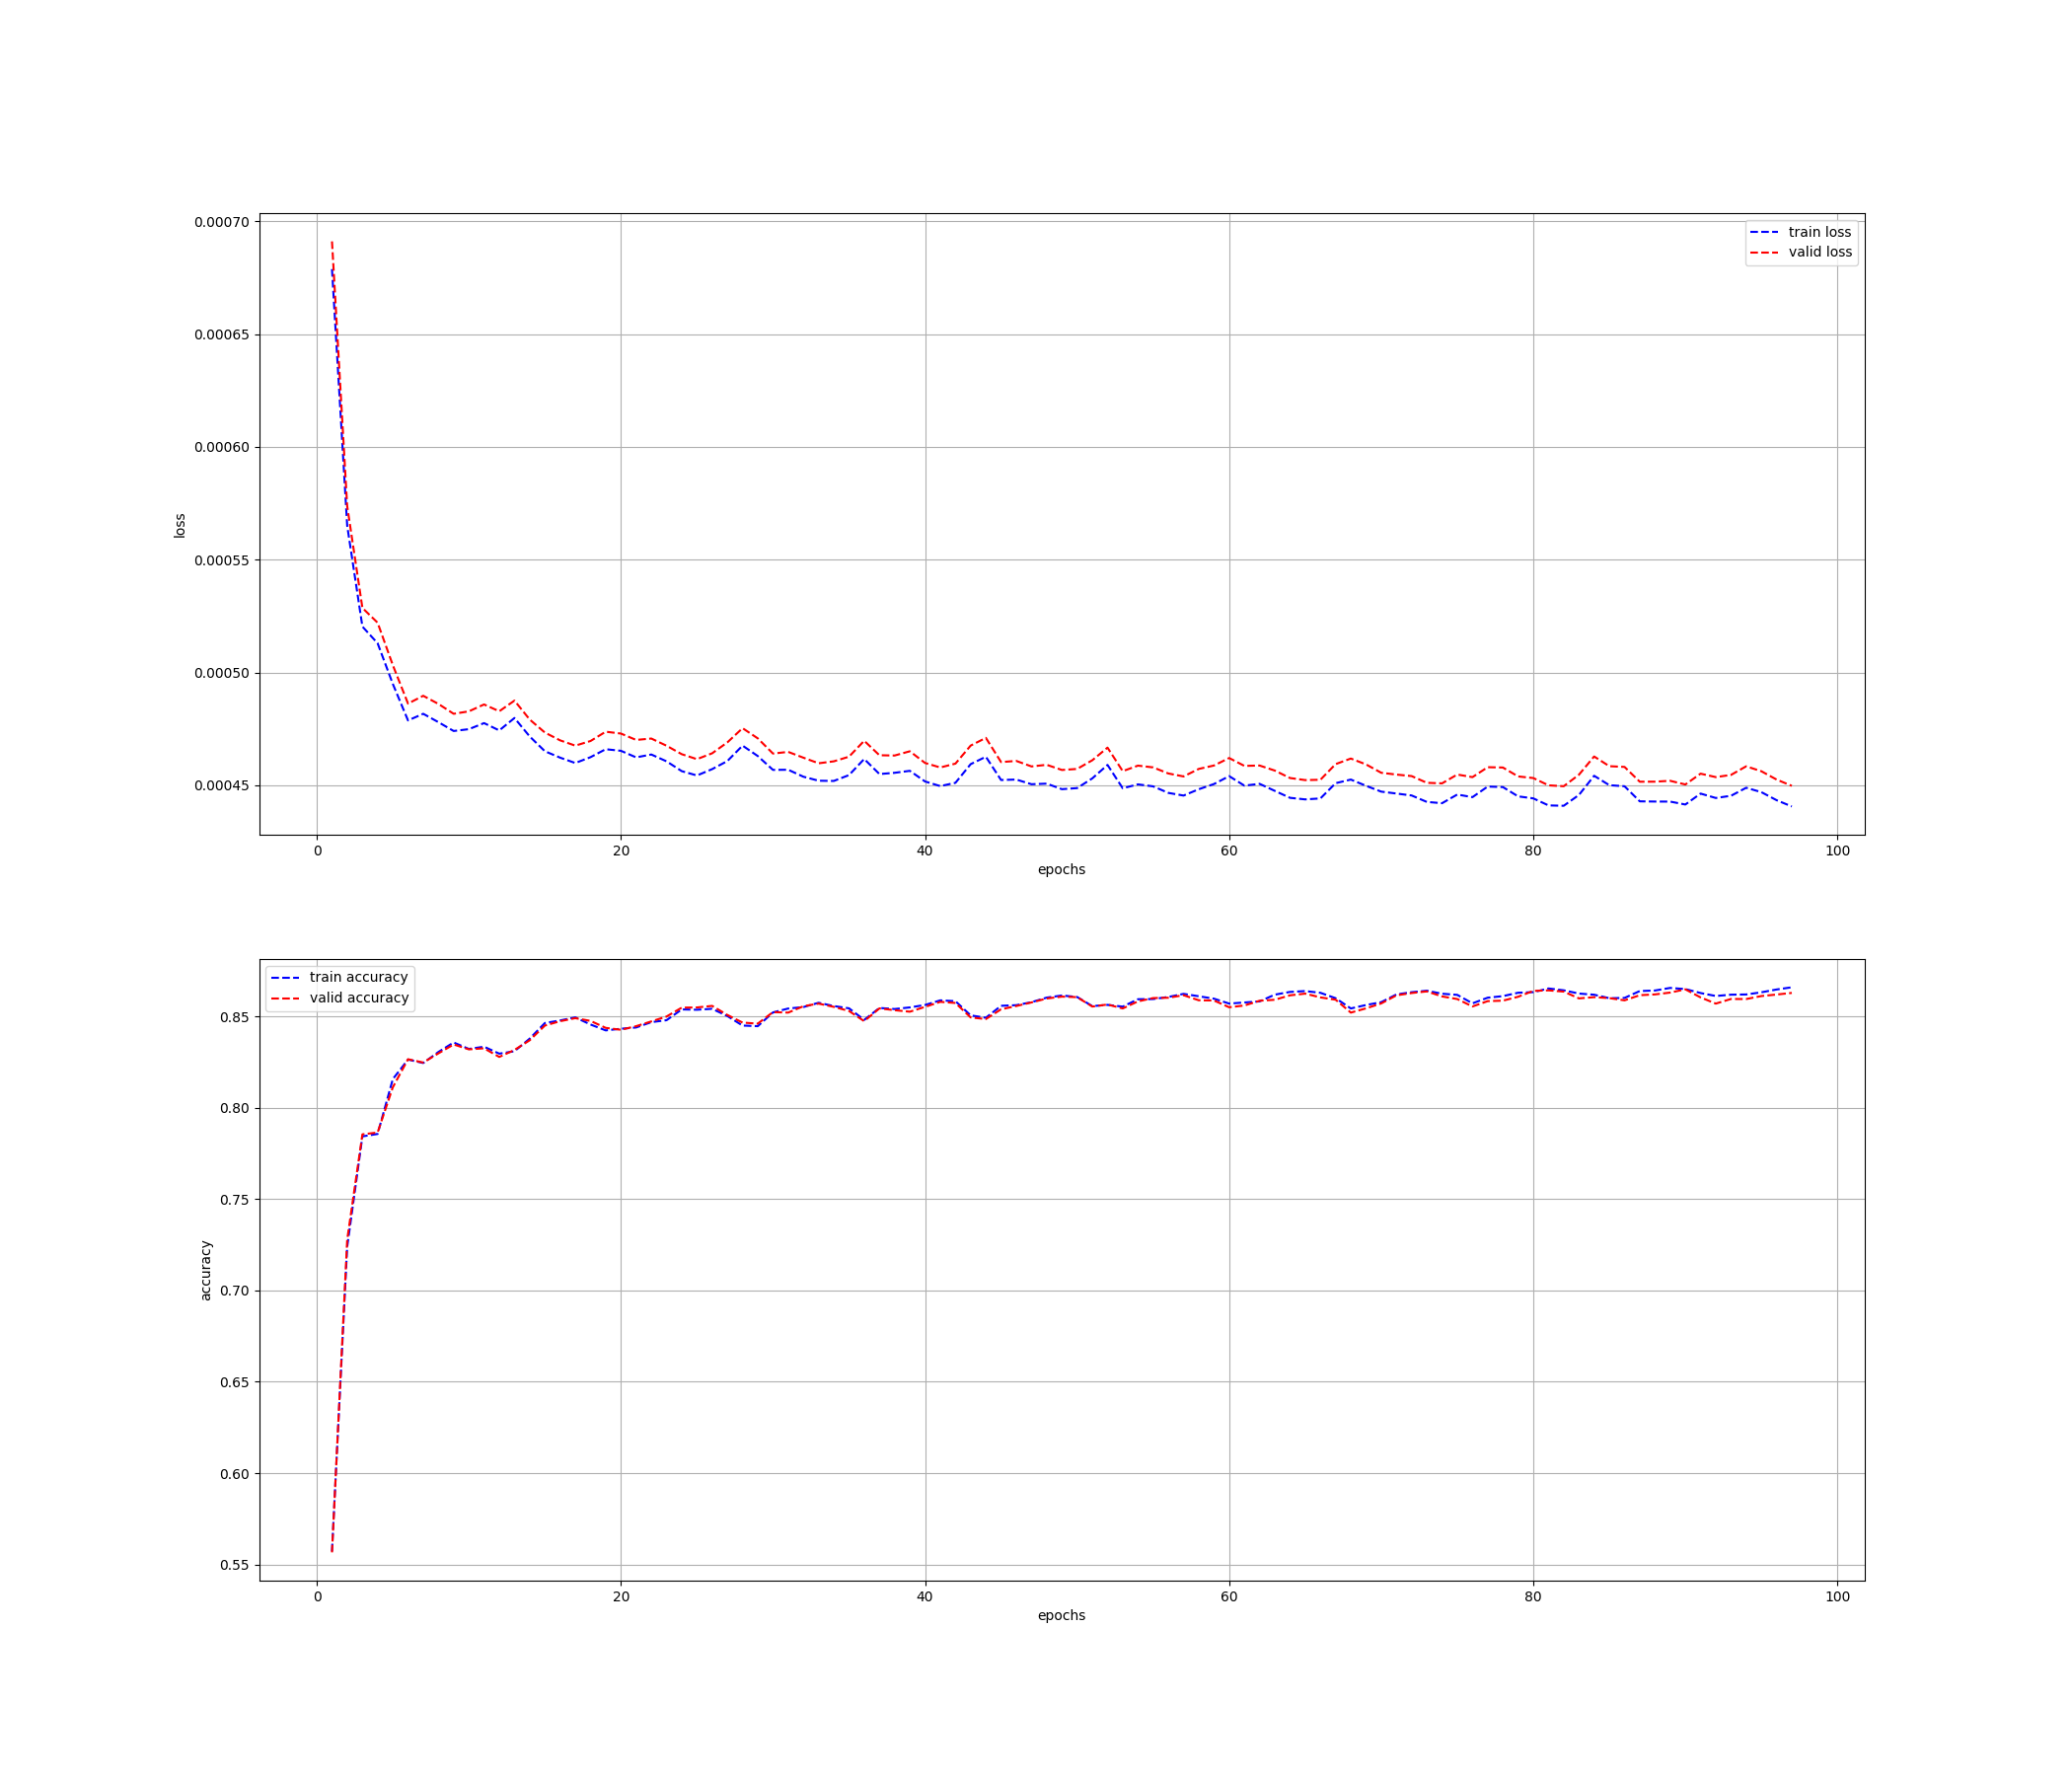 0.00070
0.00065
0.00060
0.00055
0.00050
0.00045
loss
train loss
valid loss
0 20 40 60 80 100
epochs
train accuracy
valid accuracy
0.85
0.80
0.75
0.70
0.65
0.60
0.55
accuracy
0 20 40 60 80 100
epochs